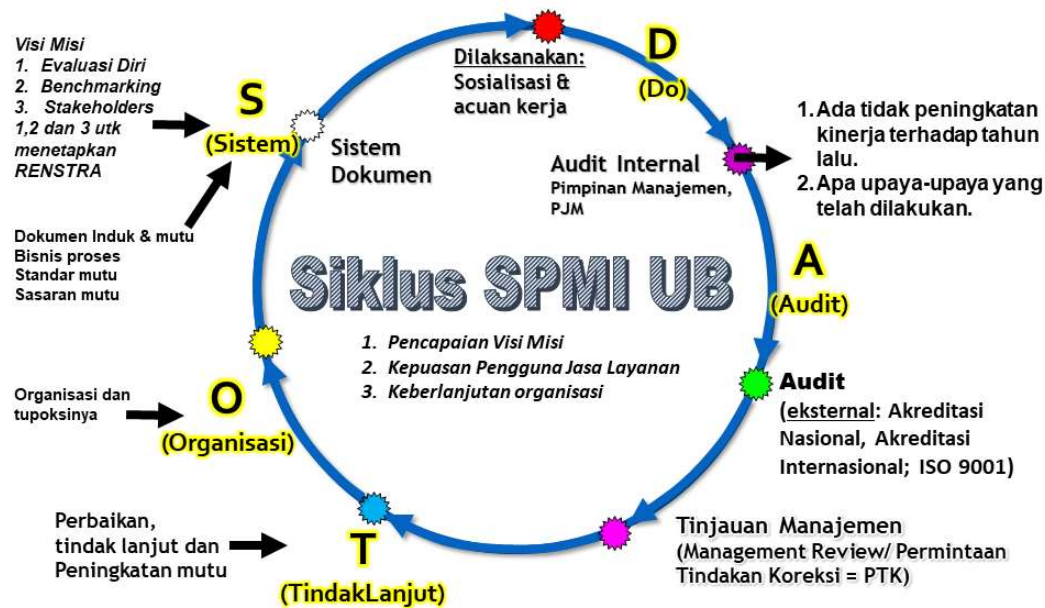 Visi Misi
1. Evaluasi Diri
2. Benchmarking
3. Stakeholders
1,2 dan 3 utk
menetapkan
RENSTRA
S
(Sistem)
Sistem
Dokumen
Dokumen Induk & mutu
Bisnis proses
Standar mutu
Sasaran mutu
Dilaksanakan:
Sosialisasi &
acuan kerja
D
(Do)
Audit Internal
Pimpinan Manajemen,
PJM
1. Ada tidak peningkatan
kinerja terhadap tahun
lalu.
2. Apa upaya-upaya yang
telah dilakukan.
A
(Audit)
Siklus SPMI UB
1. Pencapaian Visi Misi
2. Kepuasan Pengguna Jasa Layanan
3. Keberlanjutan organisasi
Audit
(eksternal: Akreditasi
Nasional, Akreditasi
Internasional; ISO 9001)
Tinjauan Manajemen
(Management Review/ Permintaan
Tindakan Koreksi = PTK)
T
(TindakLanjut)
Perbaikan,
tindak lanjut dan
Peningkatan mutu
O
(Organisasi)
Organisasi dan
tupoksinya